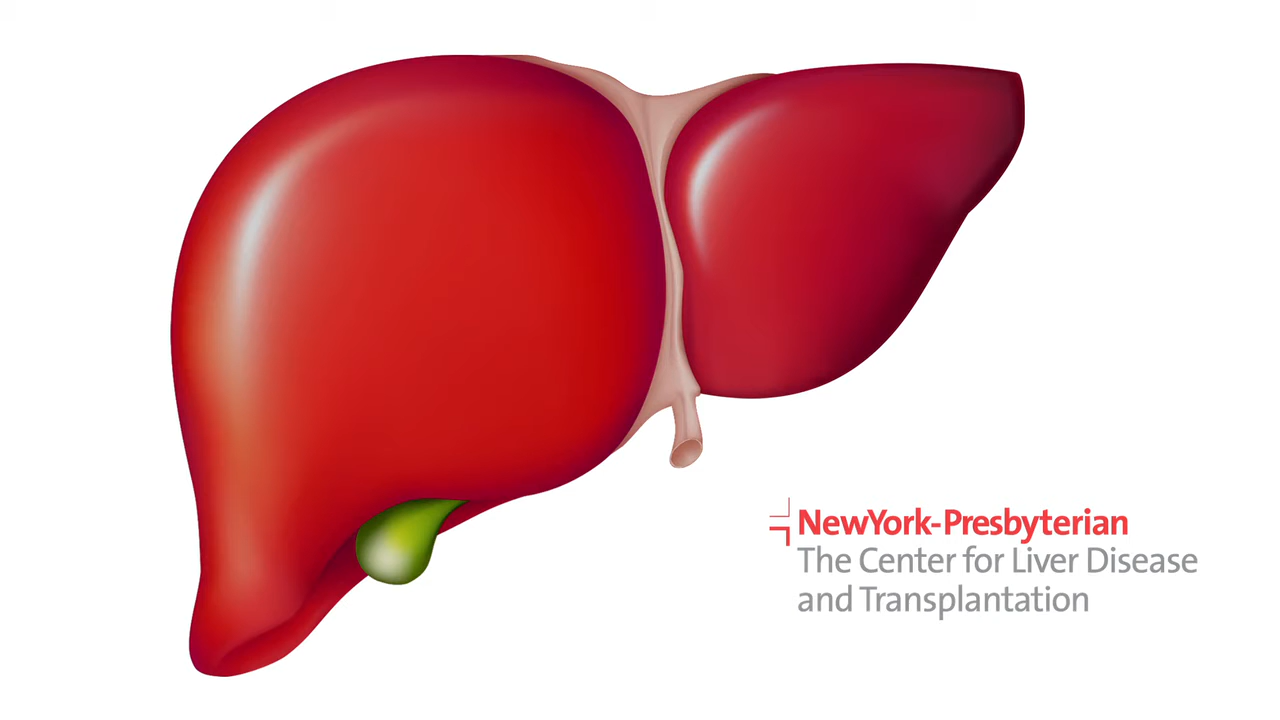 NewYork-Presbyterian
The Center for Liver Disease
and Transplantation